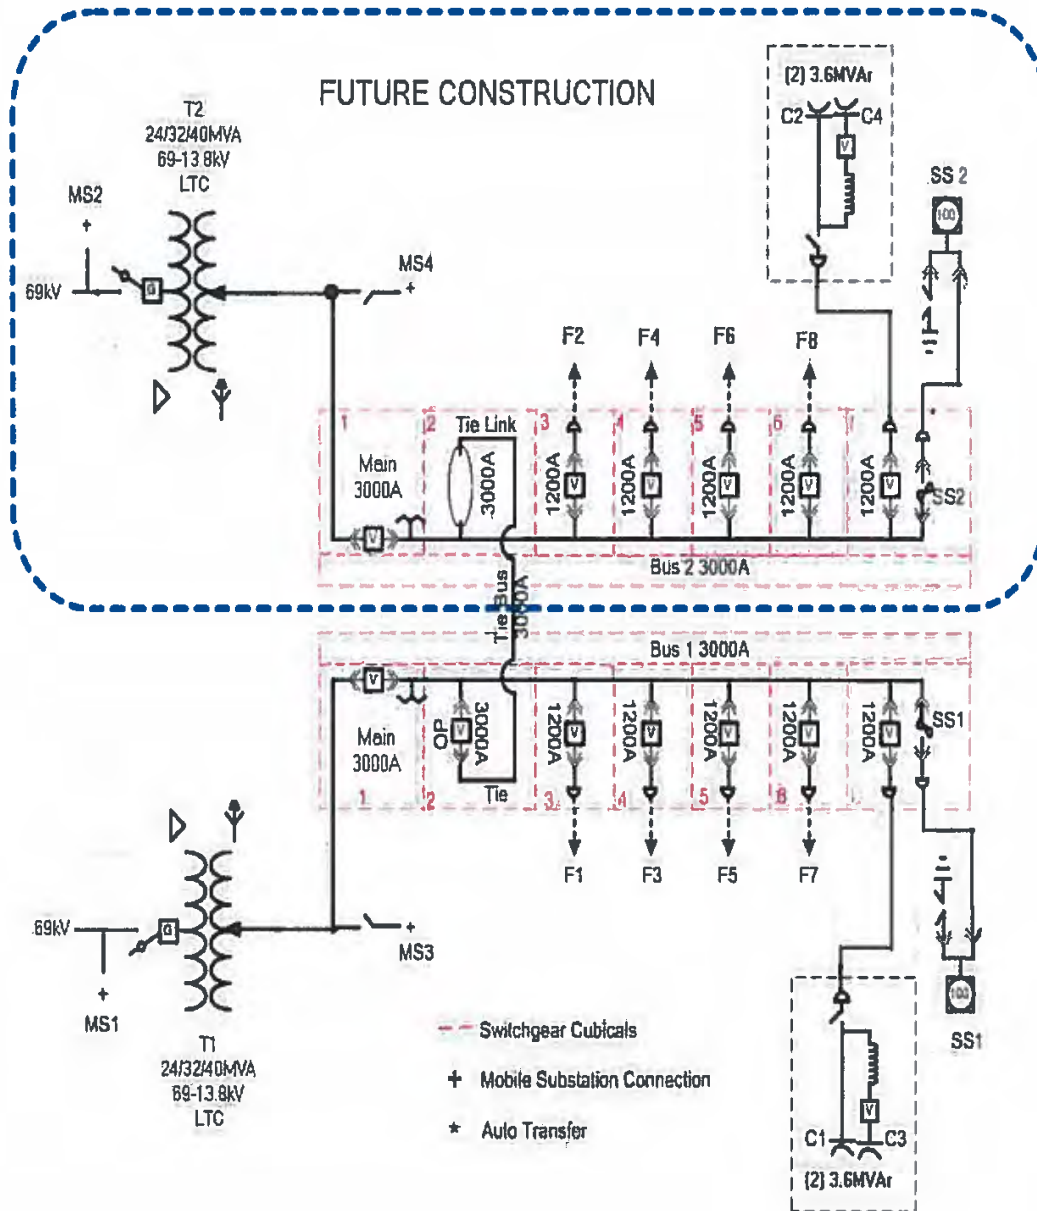 FUTURE CONSTRUCTION
(2) 3.6MVAr
C2
C4
V
T2
24/32/40MVA
69-13.8kV
LTC
MS2
+
SS 2
100
69kV
G
MS4
+
F2
F4
F6
F8
1
2
Tie Link
3
4
5
6
Main
3000A
3000A
1200A
V
1200A
V
1200A
V
1200A
V
1200A
V
SS2
V
Bus 2 3000A
Tie Bus
3000A
Bus 1 3000A
V
Main
3000A
OP
V
3000A
1200A
V
1200A
V
1200A
V
1200A
V
1200A
V
SS1
1
2
Tie
3
4
5
6
F1
F3
F5
F7
69kV
G
MS3
+
+
MS1
100
SS1
T1
24/32/40MVA
69-13.8kV
LTC
Switchgear Cubicals
+ Mobile Substation Connection
* Auto Transfer
V
C1
C3
(2) 3.6MVAr